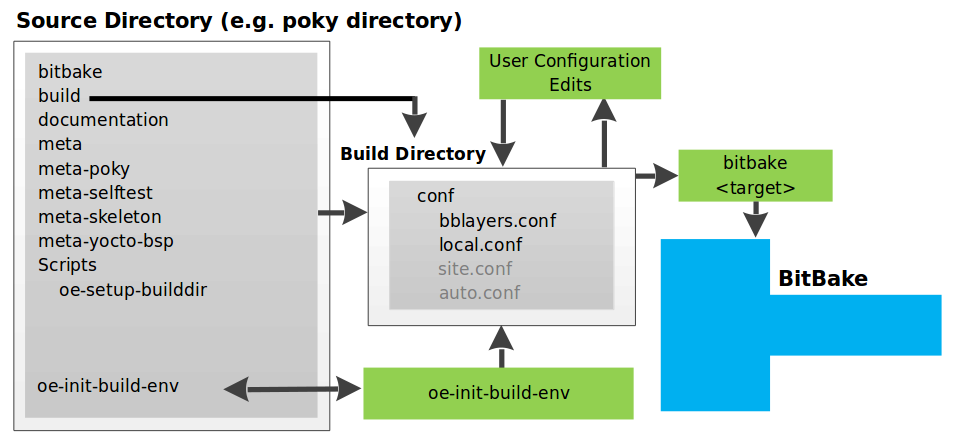 Source Directory (e.g. poky directory)
bitbake
build
documentation
meta
meta-poky
meta-selftest
meta-skeleton
meta-yocto-bsp
Scripts
oe-setup-builddir
oe-init-build-env
User Configuration
Edits
Build Directory
conf
bblayers.conf
local.conf
site.conf
auto.conf
oe-init-build-env
bitbake
<target>
BitBake